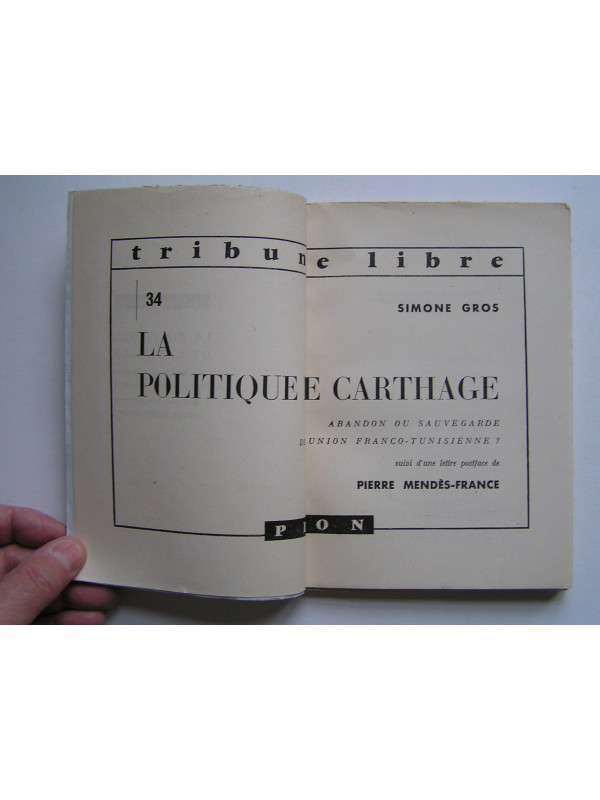 tribune libre
34
SIMONE GROS
LA
POLITIQUE E CARTHAGE
ABANDON OU SAUVEGARDE
UNION FRANCO-TUNISIENNE ?
suivi d'une lettre postface de
PIERRE MENDÈS-FRANCE
PLON